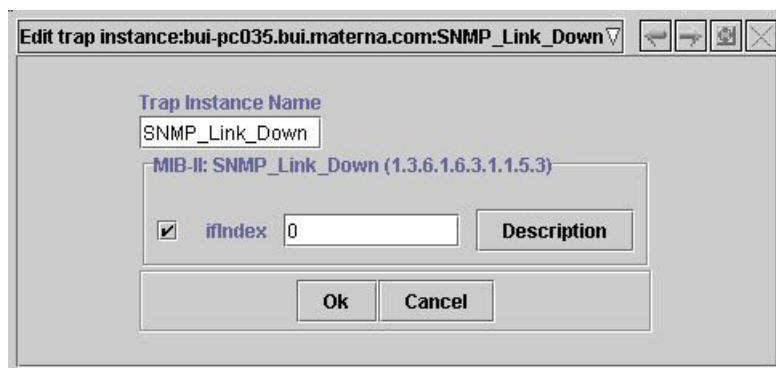 Edit trap instance:bui-pc035.bui.materna.com:SNMP_Link_Down
Trap Instance Name
SNMP_Link_Down
MIB-II: SNMP_Link_Down (1.3.6.1.6.3.1.1.5.3)
ifIndex 0 Description
Ok Cancel